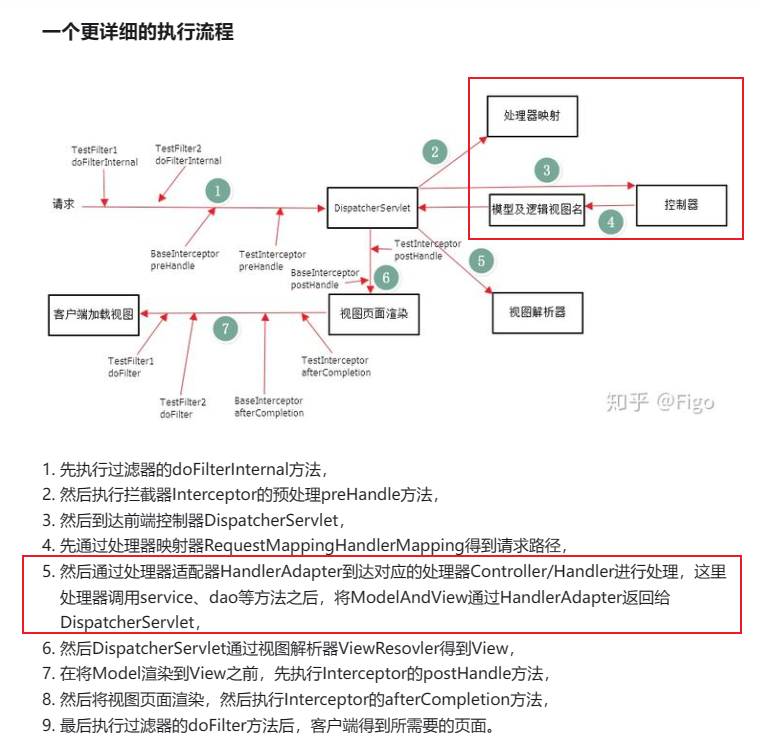 一个更详细的执行流程
处理器映射
2
TestFilter1
doFilterInternal
TestFilter2
doFilterInternal
3
1
请求
DispatcherServlet
模型及逻辑视图名
控制器
4
BaseInterceptor
preHandle
TestInterceptor
preHandle
TestInterceptor
postHandle
5
BaseInterceptor
postHandle
6
客户端加载视图
视图页面渲染
视图解析器
7
TestFilter1
doFilter
TestInterceptor
afterCompletion
TestFilter2
doFilter
BaseInterceptor
afterCompletion
知乎 @Figo
1. 先执行过滤器的doFilterInternal方法，
2. 然后执行拦截器Interceptor的预处理preHandle方法，
3. 然后到达前端控制器DispatcherServlet，
4. 先通过处理器映射器RequestMappingHandlerMapping得到请求路径，
5. 然后通过处理器适配器HandlerAdapter到达对应的处理器Controller/Handler进行处理，这里
处理器调用service、dao等方法之后，将ModelAndView通过HandlerAdapter返回给
DispatcherServlet，
6. 然后DispatcherServlet通过视图解析器ViewResovler得到View，
7. 在将Model渲染到View之前，先执行Interceptor的postHandle方法，
8. 然后将视图页面渲染，然后执行Interceptor的afterCompletion方法，
9. 最后执行过滤器的doFilter方法后，客户端得到所需要的页面。